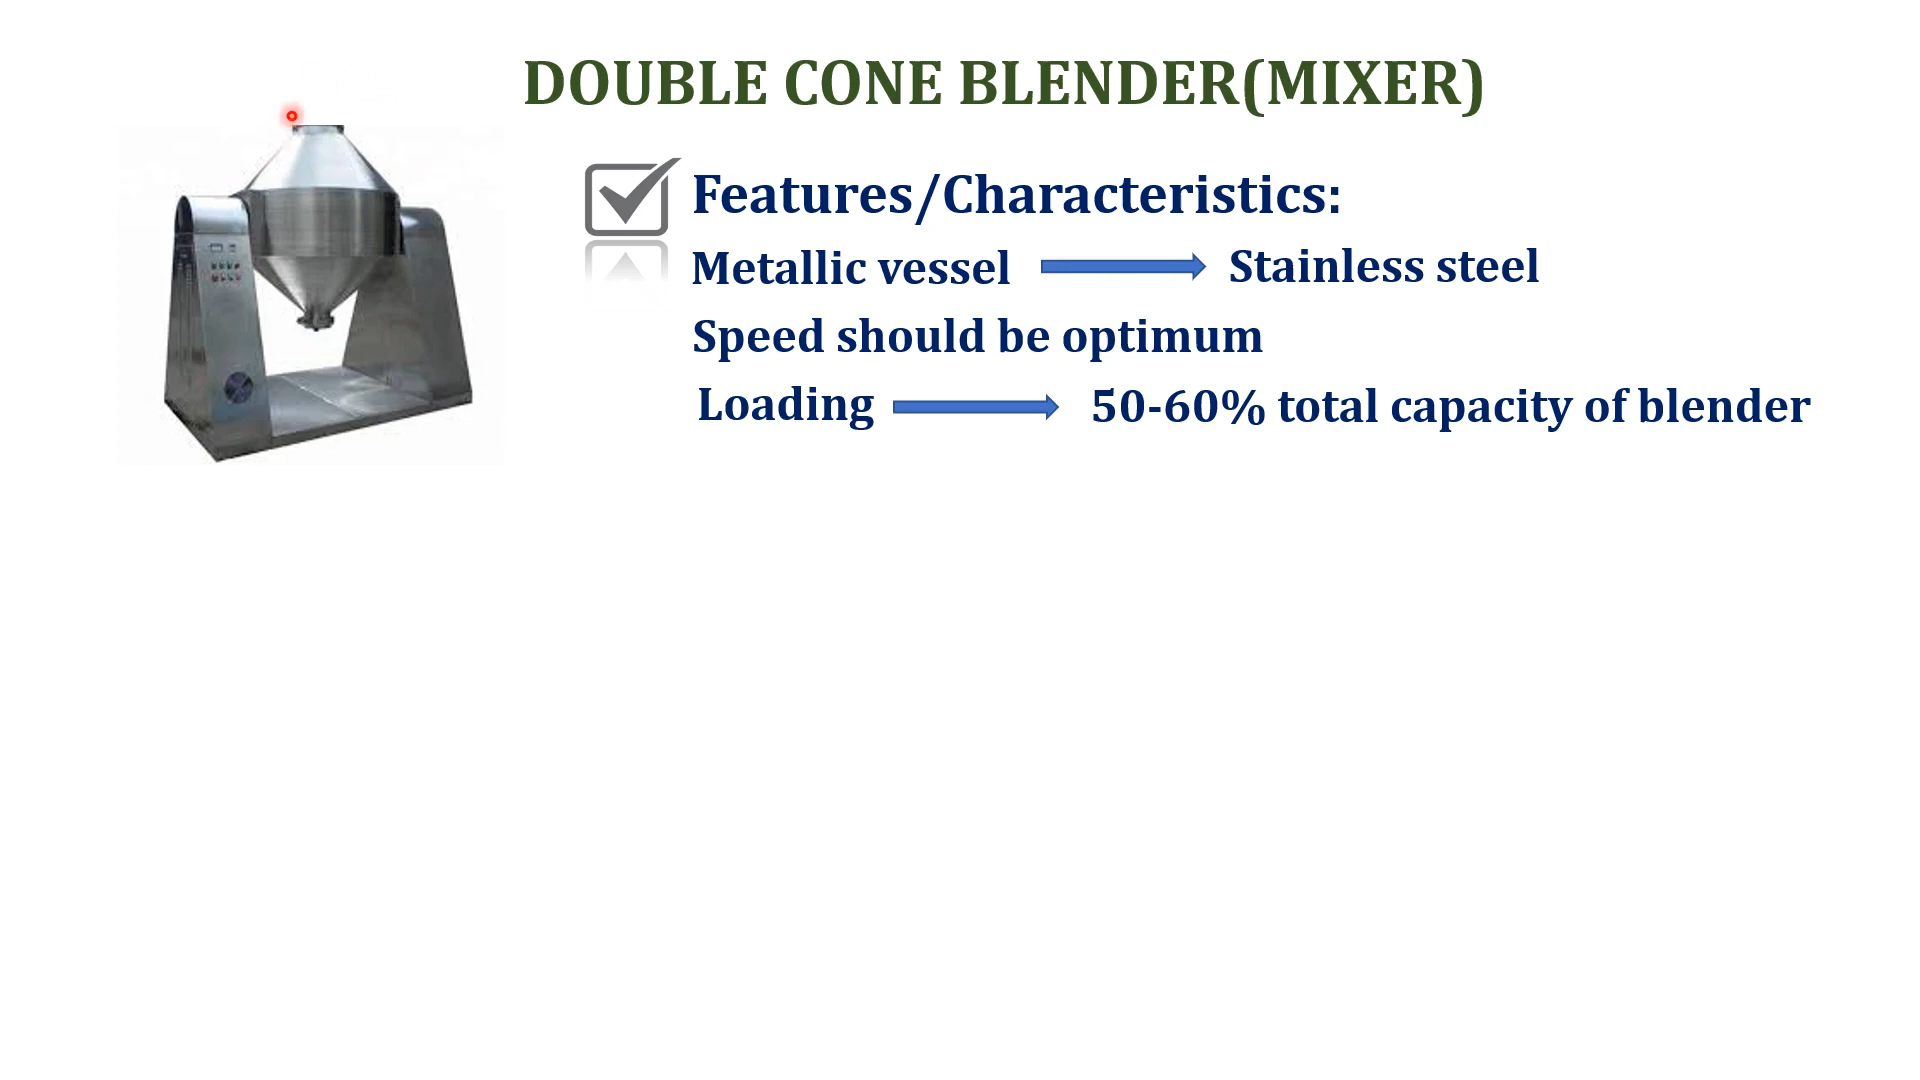 DOUBLE CONE BLENDER(MIXER)
Features/Characteristics:
Metallic vessel Stainless steel
Speed should be optimum
Loading 50-60% total capacity of blender